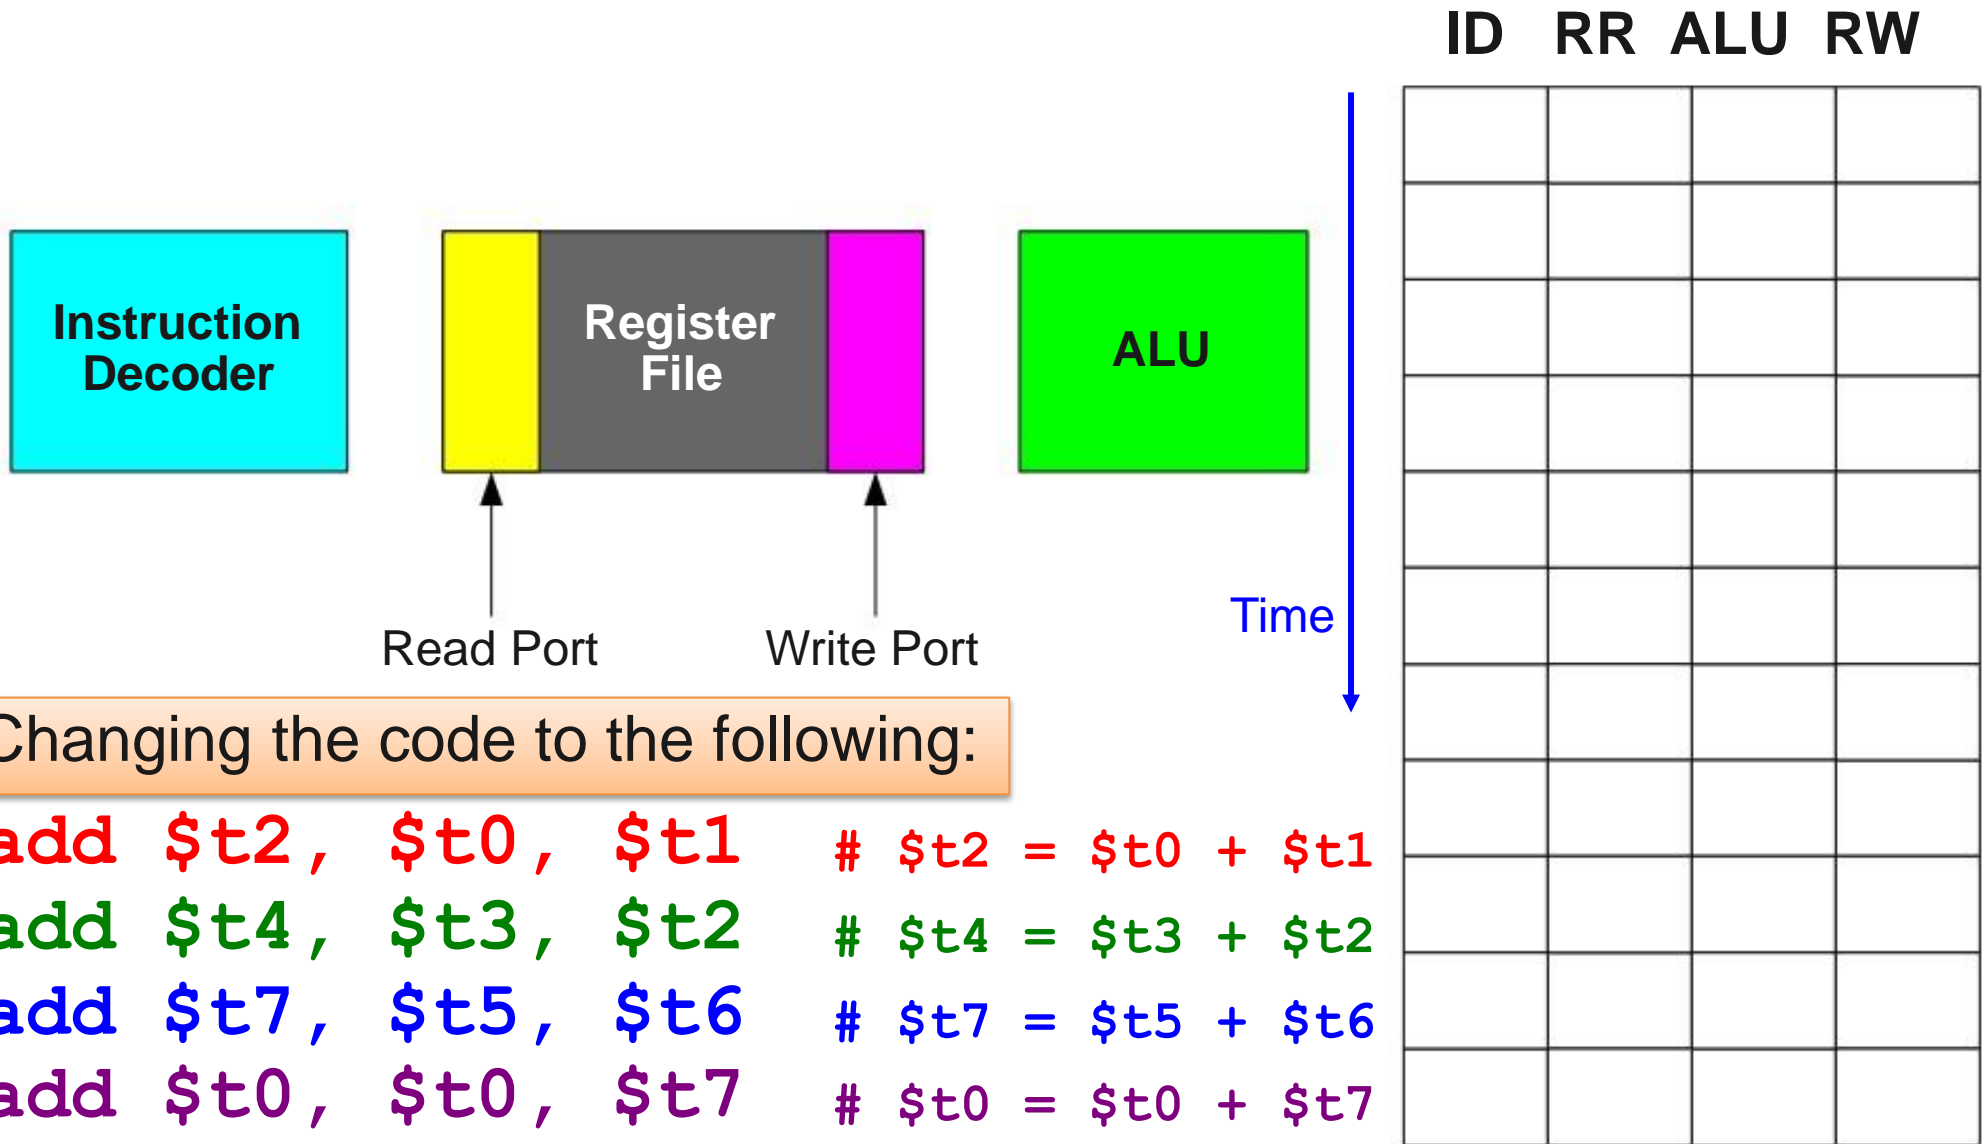 ID RR ALU RW
Instruction
Decoder
Register
File
ALU
Time
Read Port
Write Port
Changing the code to the following:
add $t2, $t0, $t1 # $t2 = $t0 + $t1
add $t4, $t3, $t2 # $t4 = $t3 + $t2
add $t7, $t5, $t6 # $t7 = $t5 + $t6
add $t0, $t0, $t7 # $t0 = $t0 + $t7